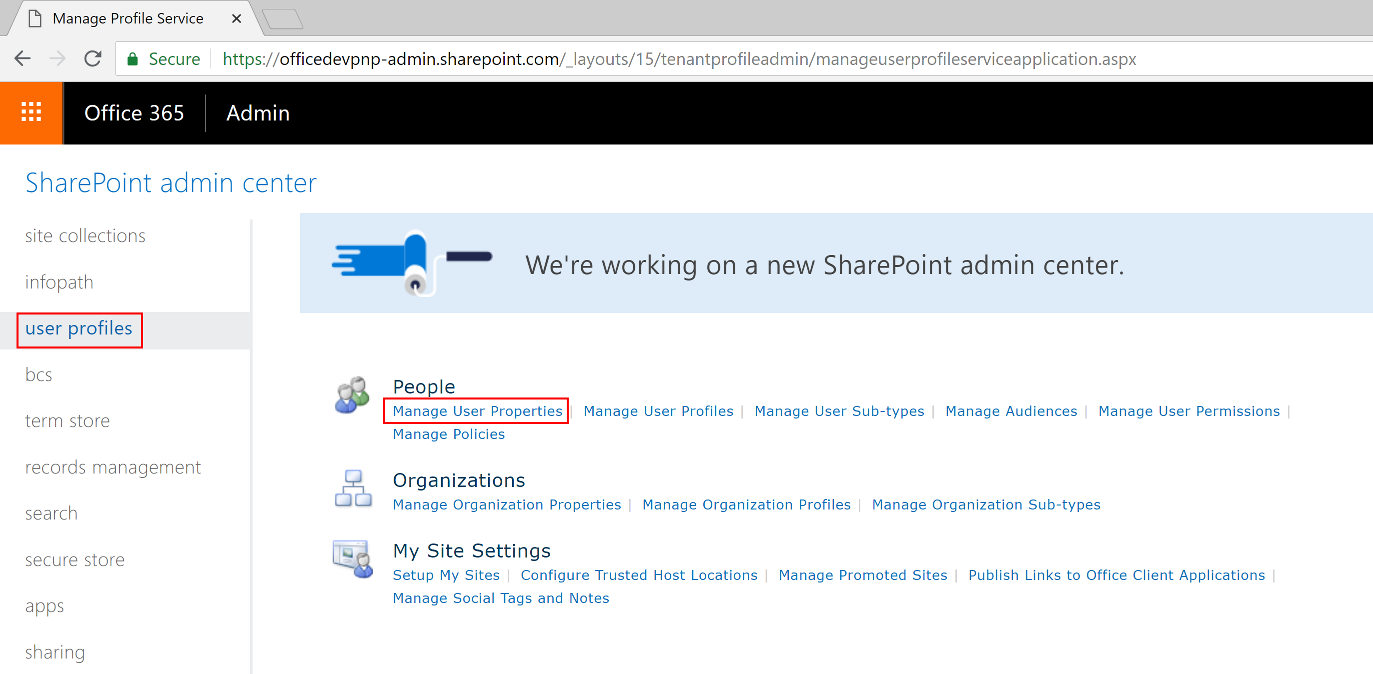 Manage Profile Service
Secure https://officedevpnp-admin.sharepoint.com/_layouts/15/tenantprofileadmin/manageuserprofileserviceapplication.aspx
Office 365 Admin
SharePoint admin center
site collections
infopath
user profiles
bcs
term store
records management
search
secure store
apps
sharing
We're working on a new SharePoint admin center.
People
Manage User Properties | Manage User Profiles | Manage User Sub-types | Manage Audiences | Manage User Permissions |
Manage Policies
Organizations
Manage Organization Properties | Manage Organization Profiles | Manage Organization Sub-types
My Site Settings
Setup My Sites | Configure Trusted Host Locations | Manage Promoted Sites | Publish Links to Office Client Applications |
Manage Social Tags and Notes